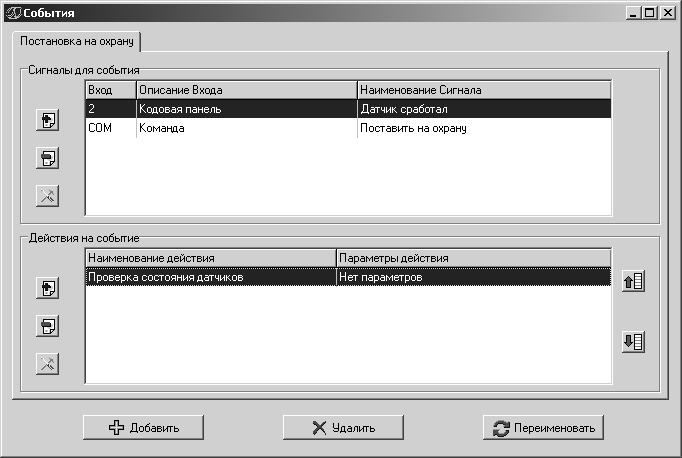 События
Постановка на охрану
Сигналы для события
Вход Описание Входа Наименование Сигнала
2 Кодовая панель Датчик сработал
COM Команда Поставить на охрану
Действия на событие
Наименование действия Параметры действия
Проверка состояния датчиков Нет параметров
Добавить Удалить Переименовать